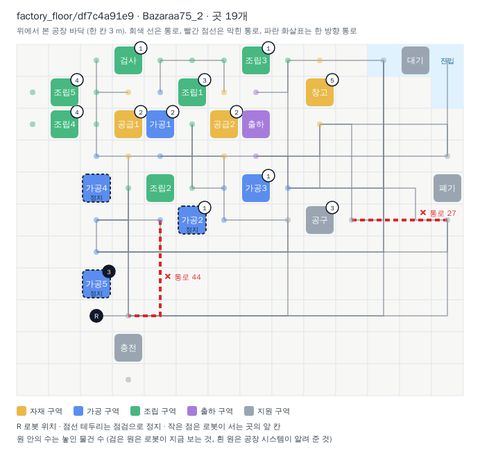 factory_floor/df7c4a91e9 · Bazaraa75_2 · 곳 19개
위에서 본 공장 바닥 (한 칸 3 m). 회색 선은 통로, 빨간 점선은 막힌 통로, 파란 화살표는 한 방향 통로
검사 1
조립3 1
대기
진입
조립5 4
조립1 3
창고 5
조립4 4
공급1 2
가공1 2
공급2 2
출하
가공4
정지
조립2
가공3 1
폐기
가공2 1
정지
공구 3
✕ 통로 27
가공5 3
정지
✕ 통로 44
R
충전
자재 구역
가공 구역
조립 구역
출하 구역
지원 구역
R 로봇 위치 · 점선 테두리는 점검으로 정지 · 작은 점은 로봇이 서는 곳의 앞 칸
원 안의 수는 놓인 물건 수 (검은 원은 로봇이 지금 보는 것, 흰 원은 공장 시스템이 알려 준 것)